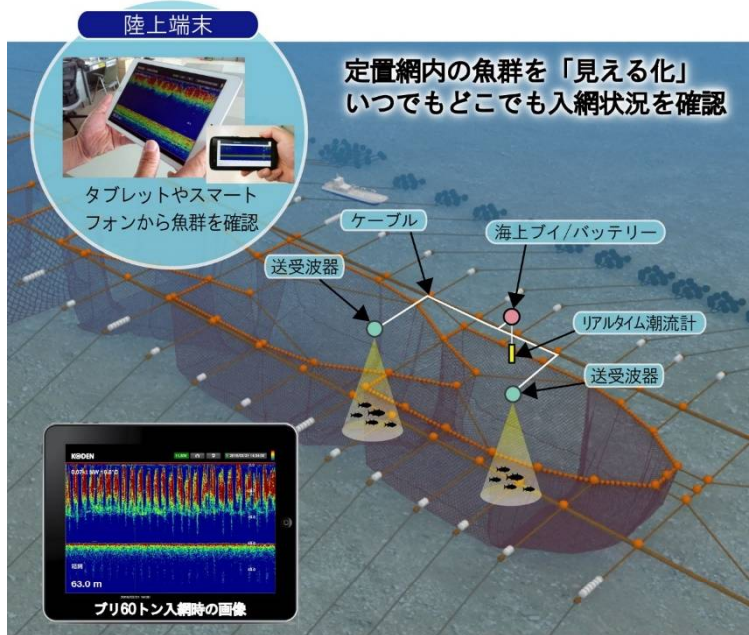 陸上端末
定置網内の魚群を「見える化」
いつでもどこでも入網状況を確認
タブレットやスマート
フォンから魚群を確認
ケーブル
海上ブイ/バッテリー
送受波器
リアルタイム潮流計
送受波器
KODEN
63.0 m
ブリ60トン入網時の画像